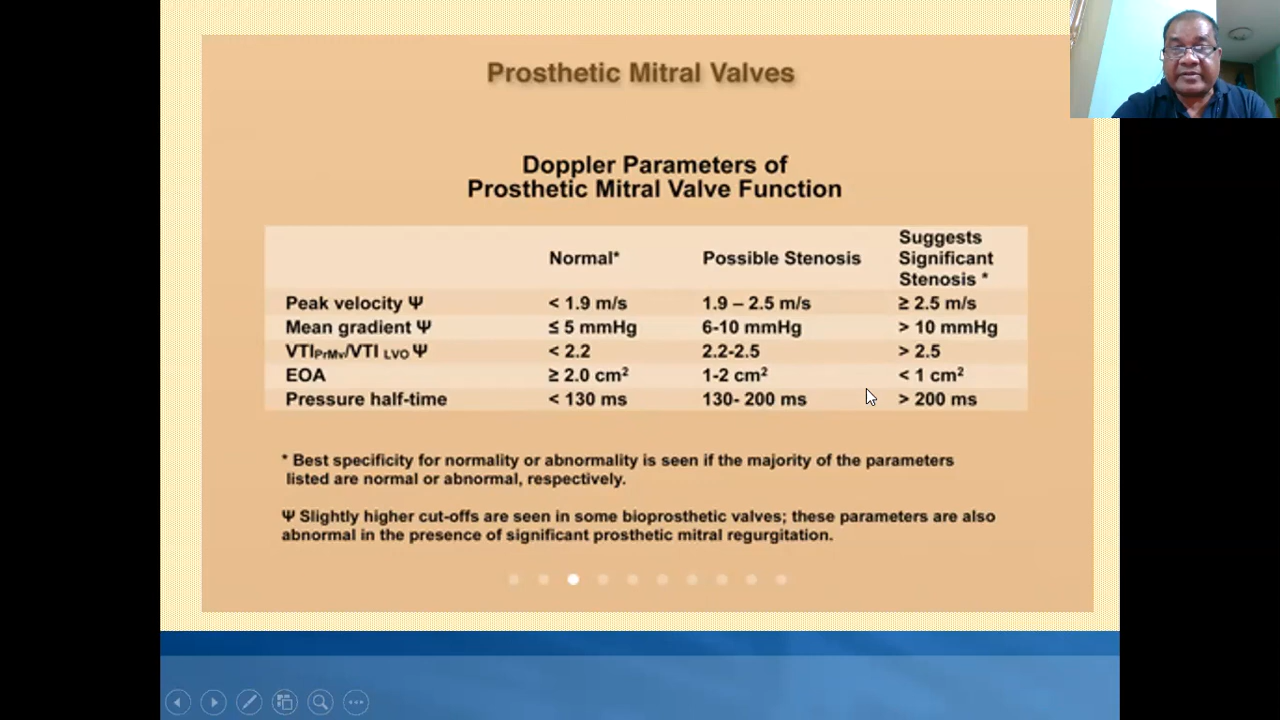 Prosthetic Mitral Valves
Doppler Parameters of
Prosthetic Mitral Valve Function
Normal* Possible Stenosis Suggests Significant Stenosis *
Peak velocity Ψ < 1.9 m/s 1.9 – 2.5 m/s ≥ 2.5 m/s
Mean gradient Ψ ≤ 5 mmHg 6-10 mmHg > 10 mmHg
VTIPrMv/VTI LVO Ψ < 2.2 2.2-2.5 > 2.5
EOA ≥ 2.0 cm² 1-2 cm² < 1 cm²
Pressure half-time < 130 ms 130- 200 ms > 200 ms
* Best specificity for normality or abnormality is seen if the majority of the parameters
listed are normal or abnormal, respectively.
Ψ Slightly higher cut-offs are seen in some bioprosthetic valves; these parameters are also
abnormal in the presence of significant prosthetic mitral regurgitation.